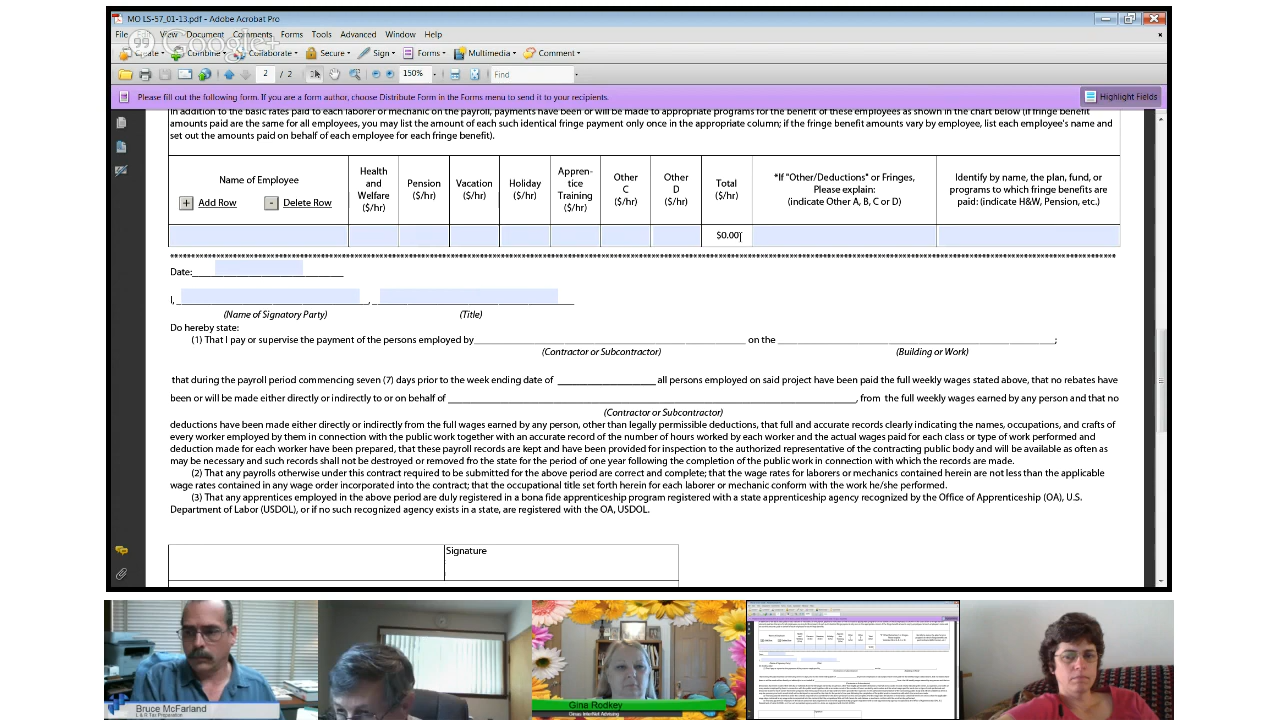 MO LS-57_01-13.pdf - Adobe Acrobat Pro
File View Document Comments Forms Tools Advanced Window Help
Google+
Create Combine Collaborate Secure Sign Forms Multimedia Comment
2 / 2 150% Find
Please fill out the following form. If you are a form author, choose Distribute Form in the Forms menu to send it to your recipients.
Highlight Fields
In addition to the basic rates paid to each laborer or mechanic on the payroll, payments have been or will be made to appropriate programs for the benefit of these employees as shown in the chart below (if fringe benefit
amounts paid are the same for all employees, you may list the amount of each such identical fringe payment only once in the appropriate column; if the fringe benefit amounts vary by employee, list each employee's name and
set out the amounts paid on behalf of each employee for each fringe benefit).
Name of Employee
+ Add Row - Delete Row
Health
and
Welfare
($/hr)
Pension
($/hr)
Vacation
($/hr)
Holiday
($/hr)
Appren-
tice
Training
($/hr)
Other
C
($/hr)
Other
D
($/hr)
Total
($/hr)
*If "Other/Deductions" or Fringes,
Please explain:
(indicate Other A, B, C or D)
Identify by name, the plan, fund, or
programs to which fringe benefits are
paid: (indicate H&W, Pension, etc.)
$0.00
Date:
I, ,
(Name of Signatory Party) (Title)
Do hereby state:
(1) That I pay or supervise the payment of the persons employed by on the ;
(Contractor or Subcontractor) (Building or Work)
that during the payroll period commencing seven (7) days prior to the week ending date of all persons employed on said project have been paid the full weekly wages stated above, that no rebates have
been or will be made either directly or indirectly to or on behalf of , from the full weekly wages earned by any person and that no
(Contractor or Subcontractor)
deductions have been made either directly or indirectly from the full wages earned by any person, other than legally permissible deductions, that full and accurate records clearly indicating the names, occupations, and crafts of
every worker employed by them in connection with the public work together with an accurate record of the number of hours worked by each worker and the actual wages paid for each class or type of work performed and
deduction made for each worker have been prepared, that these payroll records are kept and have been provided for inspection to the authorized representative of the contracting public body and will be available as often as
may be necessary and such records shall not be destroyed or removed fro the state for the period of one year following the completion of the public work in connection with which the records are made.
(2) That any payrolls otherwise under this contract required to be submitted for the above period are correct and complete; that the wage rates for laborers or mechanics contained herein are not less than the applicable
wage rates contained in any wage order incorporated into the contract; that the occupational title set forth herein for each laborer or mechanic conform with the work he/she performed.
(3) That any apprentices employed in the above period are duly registered in a bona fide apprenticeship program registered with a state apprenticeship agency recognized by the Office of Apprenticeship (OA), U.S.
Department of Labor (USDOL), or if no such recognized agency exists in a state, are registered with the OA, USDOL.
Signature
Bruce McFarland
L & R Tax Preparation
Gina Rodkey
Ginas InterNet Advising